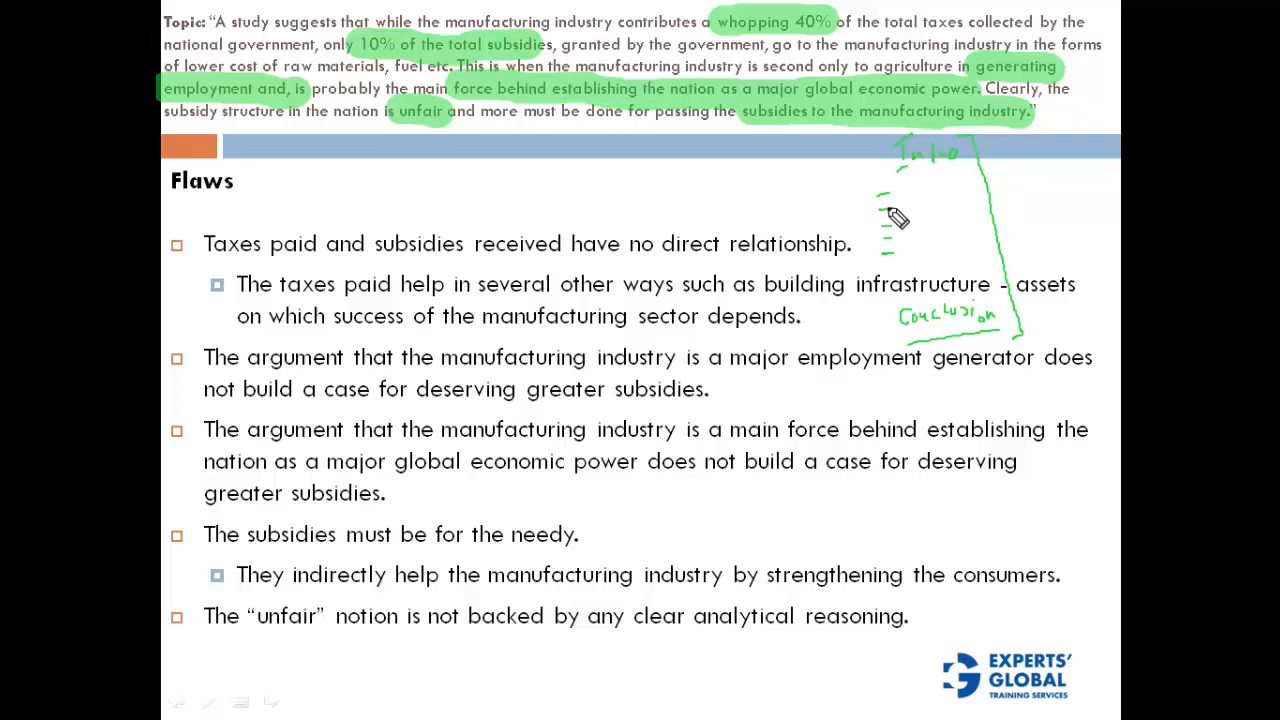 Topic: “A study suggests that while the manufacturing industry contributes a whopping 40% of the total taxes collected by the
national government, only 10% of the total subsidies, granted by the government, go to the manufacturing industry in the forms
of lower cost of raw materials, fuel etc. This is when the manufacturing industry is second only to agriculture in generating
employment and, is probably the main force behind establishing the nation as a major global economic power. Clearly, the
subsidy structure in the nation is unfair and more must be done for passing the subsidies to the manufacturing industry.”
Intro
Flaws
Taxes paid and subsidies received have no direct relationship.
The taxes paid help in several other ways such as building infrastructure - assets
on which success of the manufacturing sector depends.
Conclusion
The argument that the manufacturing industry is a major employment generator does
not build a case for deserving greater subsidies.
The argument that the manufacturing industry is a main force behind establishing the
nation as a major global economic power does not build a case for deserving
greater subsidies.
The subsidies must be for the needy.
They indirectly help the manufacturing industry by strengthening the consumers.
The “unfair” notion is not backed by any clear analytical reasoning.
EXPERTS’
GLOBAL
TRAINING SERVICES